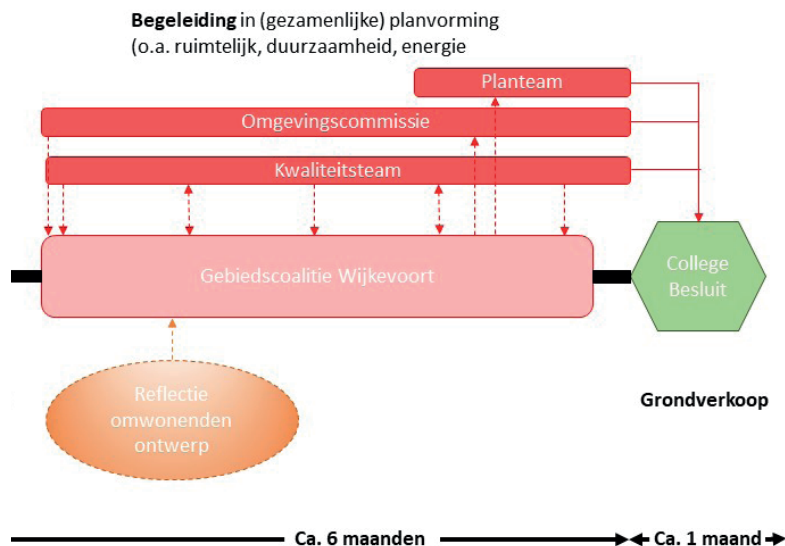 Begeleiding in (gezamenlijke) planvorming
(o.a. ruimtelijk, duurzaamheid, energie
Planteam
Omgevingscommissie
Kwaliteitsteam
Gebiedscoalitie Wijkevoort
College
Besluit
Reflectie
omwonenden
ontwerp
Grondverkoop
Ca. 6 maanden
Ca. 1 maand